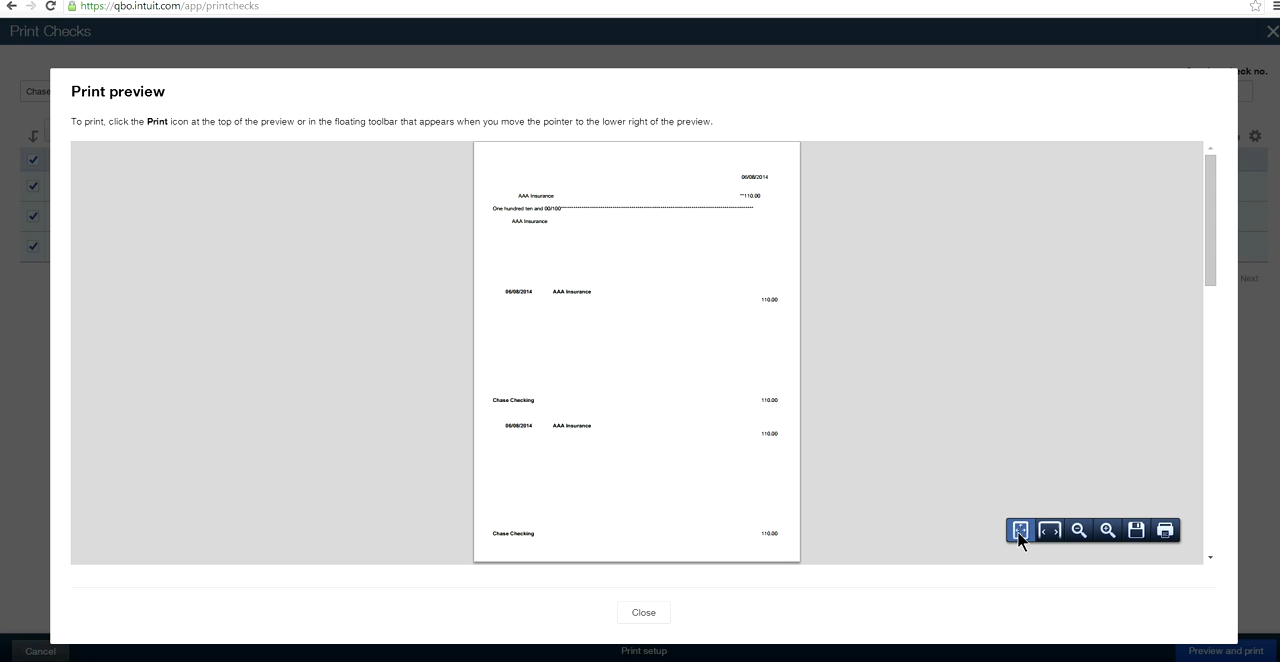 https://qbo.intuit.com/app/printchecks
Print Checks
ck no.
Chase
Print preview
To print, click the Print icon at the top of the preview or in the floating toolbar that appears when you move the pointer to the lower right of the preview.
06/08/2014
AAA Insurance **110.00
One hundred ten and 00/100
AAA Insurance
06/08/2014 AAA Insurance
110.00
Chase Checking 110.00
06/08/2014 AAA Insurance
110.00
Chase Checking 110.00
Next
Close
Cancel Print setup Preview and print